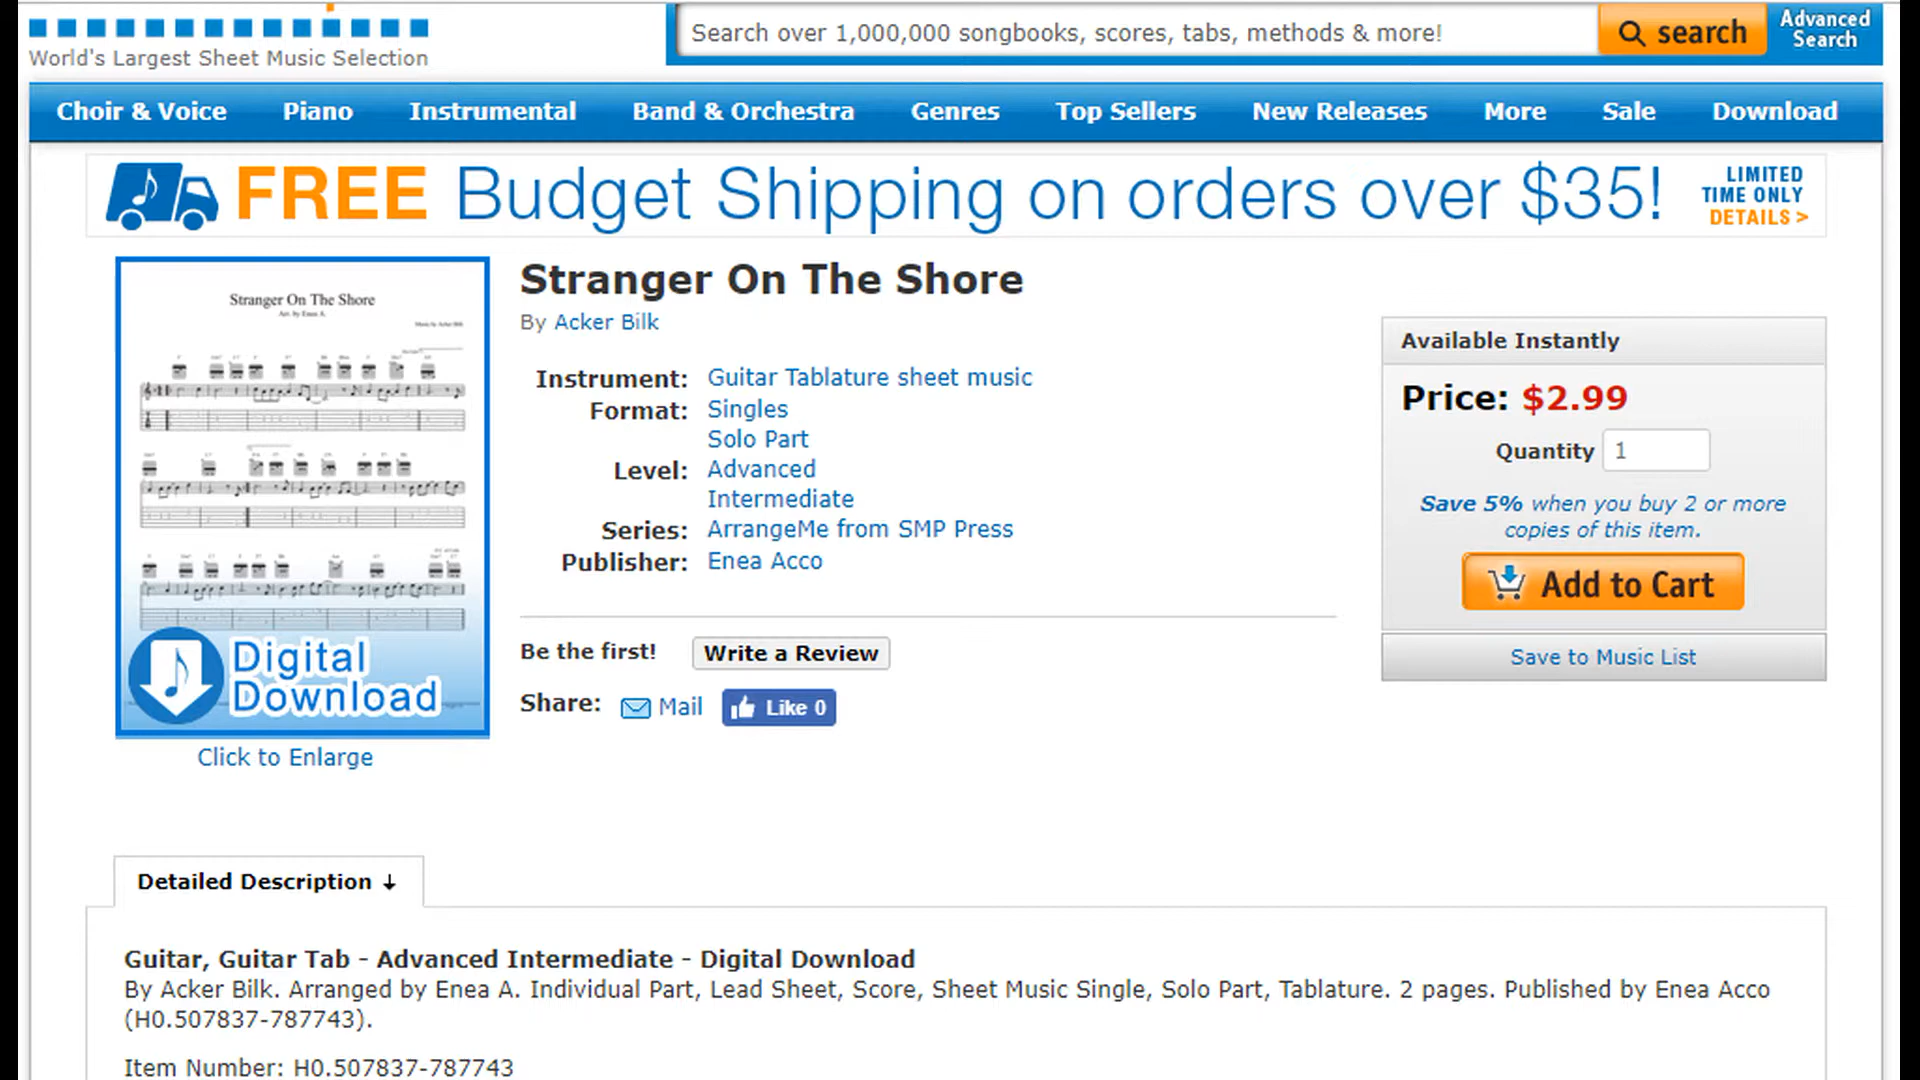 World's Largest Sheet Music Selection
Search over 1,000,000 songbooks, scores, tabs, methods & more!
search
Advanced
Search
Choir & Voice Piano Instrumental Band & Orchestra Genres Top Sellers New Releases More Sale Download
FREE Budget Shipping on orders over $35!
LIMITED
TIME ONLY
DETAILS >
Stranger On The Shore
Arr. by Enea A.
Music by Acker Bilk
Digital
Download
Click to Enlarge
Stranger On The Shore
By Acker Bilk
Instrument: Guitar Tablature sheet music
Format: Singles
Solo Part
Level: Advanced
Intermediate
Series: ArrangeMe from SMP Press
Publisher: Enea Acco
Be the first! Write a Review
Share: Mail Like 0
Available Instantly
Price: $2.99
Quantity 1
Save 5% when you buy 2 or more
copies of this item.
Add to Cart
Save to Music List
Detailed Description ↓
Guitar, Guitar Tab - Advanced Intermediate - Digital Download
By Acker Bilk. Arranged by Enea A. Individual Part, Lead Sheet, Score, Sheet Music Single, Solo Part, Tablature. 2 pages. Published by Enea Acco
(H0.507837-787743).
Item Number: H0.507837-787743